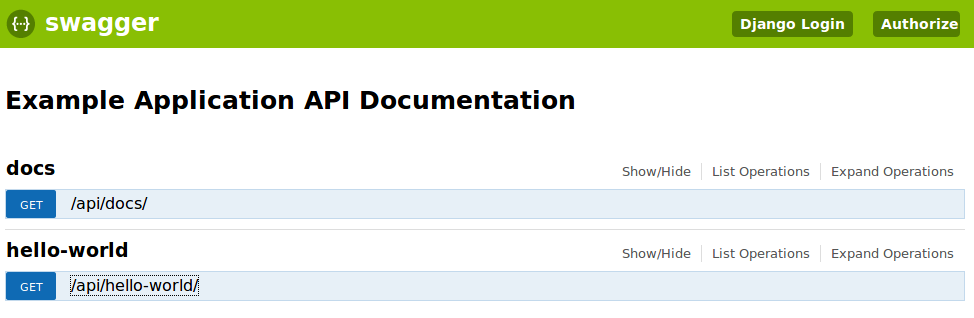 {···} swagger Django Login Authorize
Example Application API Documentation
docs Show/Hide List Operations Expand Operations
GET /api/docs/
hello-world Show/Hide List Operations Expand Operations
GET /api/hello-world/